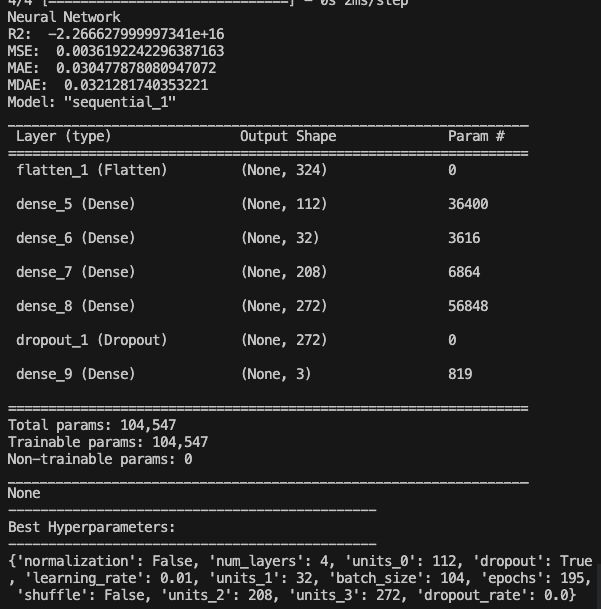 4/4 [==============================] - 0s 2ms/step
Neural Network
R2:  -2.266627999997341e+16
MSE:  0.0036192242296387163
MAE:  0.030477878080947072
MDAE:  0.0321281740353221
Model: "sequential_1"
_________________________________________________________________
 Layer (type)                Output Shape              Param #
=================================================================
 flatten_1 (Flatten)         (None, 324)               0
 dense_5 (Dense)             (None, 112)               36400
 dense_6 (Dense)             (None, 32)                3616
 dense_7 (Dense)             (None, 208)               6864
 dense_8 (Dense)             (None, 272)               56848
 dropout_1 (Dropout)         (None, 272)               0
 dense_9 (Dense)             (None, 3)                 819
=================================================================
Total params: 104,547
Trainable params: 104,547
Non-trainable params: 0
_________________________________________________________________
None
----------------------------------------------
Best Hyperparameters:
----------------------------------------------
{'normalization': False, 'num_layers': 4, 'units_0': 112, 'dropout': True
, 'learning_rate': 0.01, 'units_1': 32, 'batch_size': 104, 'epochs': 195,
 'shuffle': False, 'units_2': 208, 'units_3': 272, 'dropout_rate': 0.0}